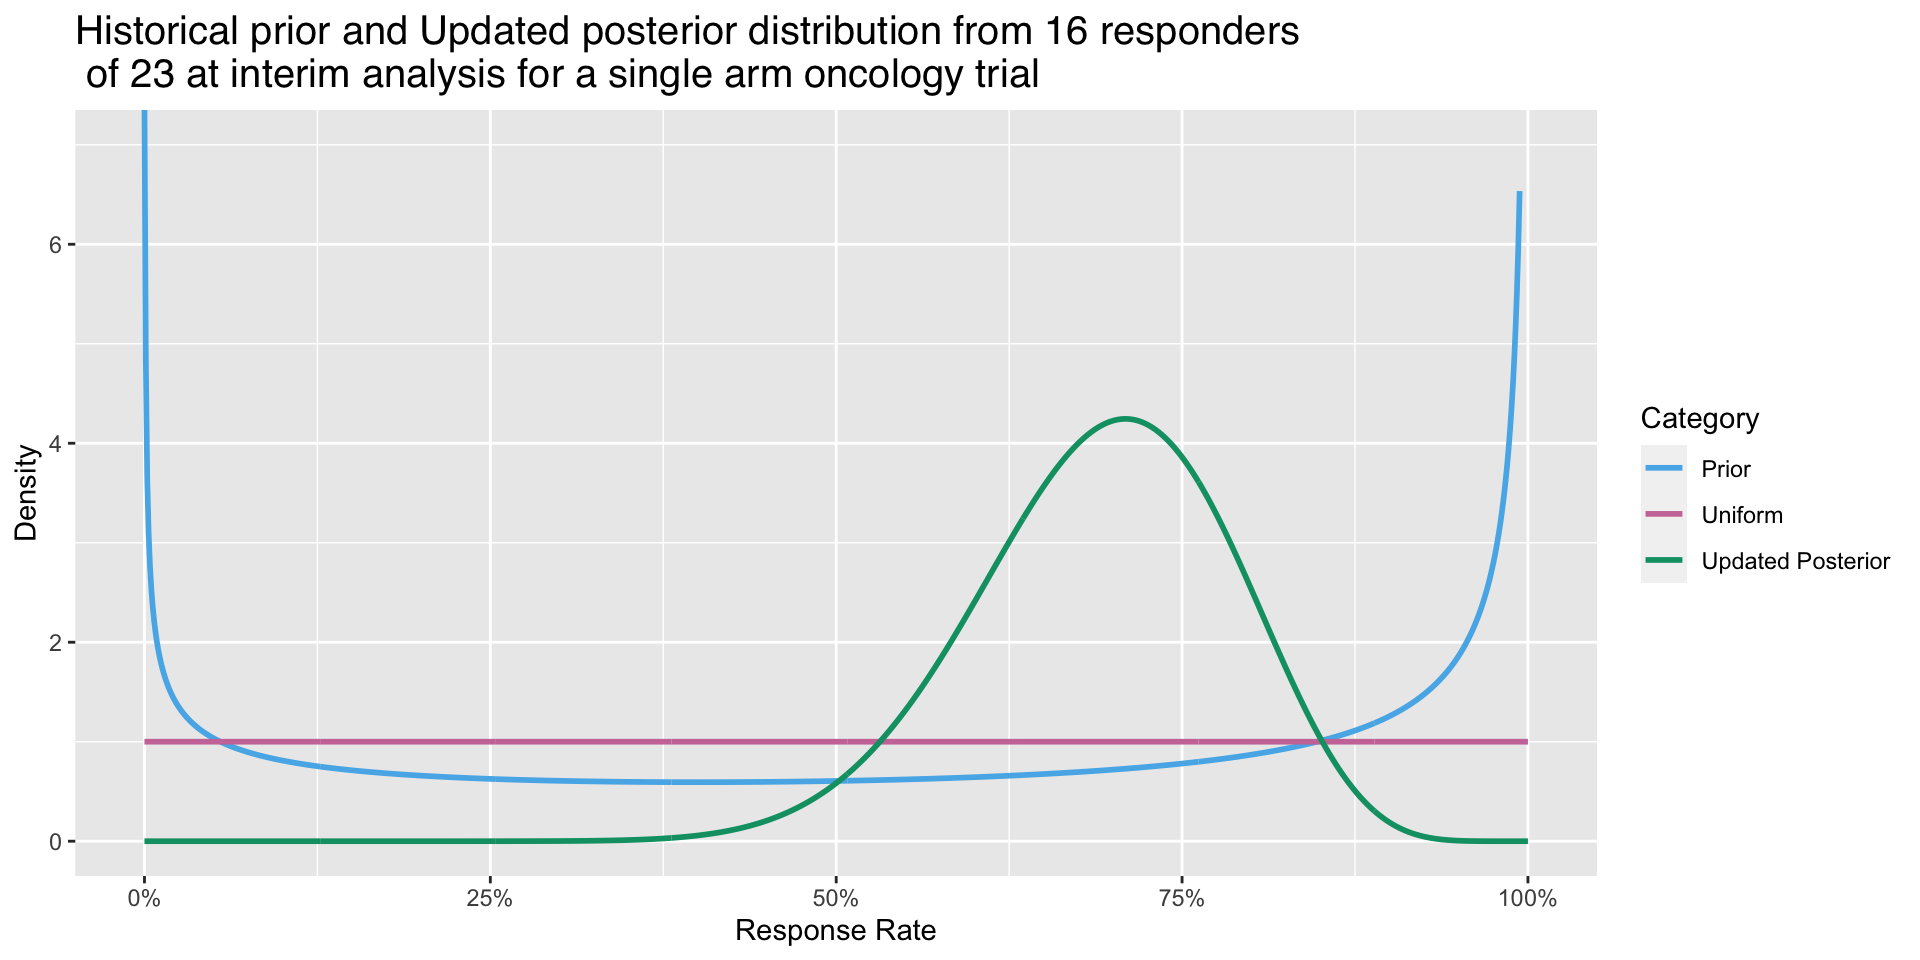 Historical prior and Updated posterior distribution from 16 responders
of 23 at interim analysis for a single arm oncology trial
Density
6
4
2
0
0%
25%
50%
75%
100%
Response Rate
Category
Prior
Uniform
Updated Posterior